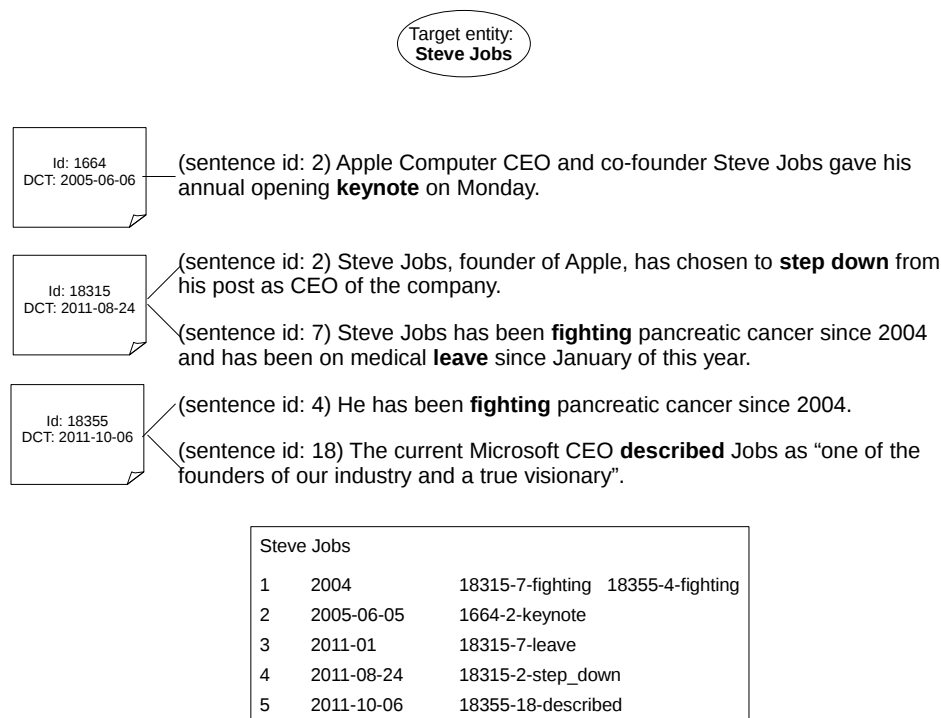 Target entity:
Steve Jobs
Id: 1664
DCT: 2005-06-06
(sentence id: 2) Apple Computer CEO and co-founder Steve Jobs gave his
annual opening keynote on Monday.
Id: 18315
DCT: 2011-08-24
(sentence id: 2) Steve Jobs, founder of Apple, has chosen to step down from
his post as CEO of the company.
(sentence id: 7) Steve Jobs has been fighting pancreatic cancer since 2004
and has been on medical leave since January of this year.
Id: 18355
DCT: 2011-10-06
(sentence id: 4) He has been fighting pancreatic cancer since 2004.
(sentence id: 18) The current Microsoft CEO described Jobs as “one of the
founders of our industry and a true visionary”.
Steve Jobs
1 2004 18315-7-fighting 18355-4-fighting
2 2005-06-05 1664-2-keynote
3 2011-01 18315-7-leave
4 2011-08-24 18315-2-step_down
5 2011-10-06 18355-18-described